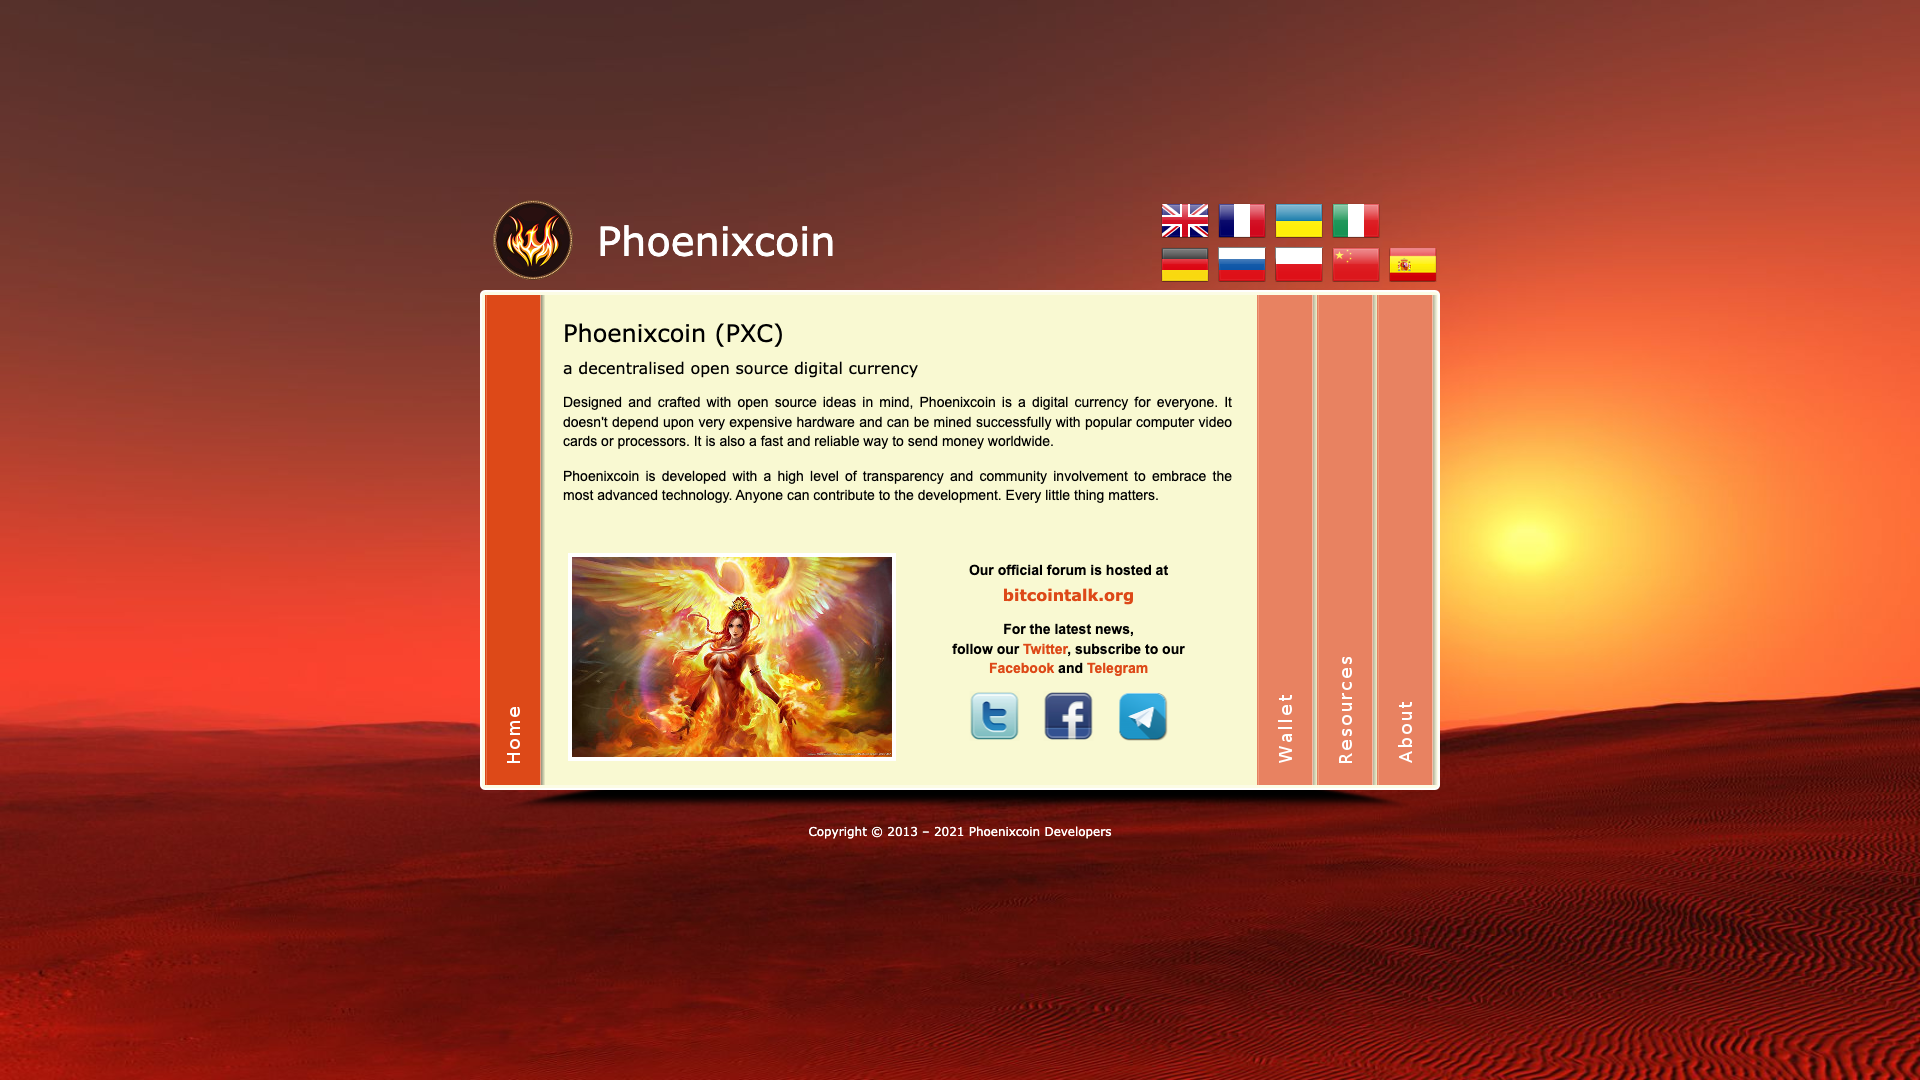 Phoenixcoin
Home
Phoenixcoin (PXC)
a decentralised open source digital currency
Designed and crafted with open source ideas in mind, Phoenixcoin is a digital currency for everyone. It
doesn't depend upon very expensive hardware and can be mined successfully with popular computer video
cards or processors. It is also a fast and reliable way to send money worldwide.
Phoenixcoin is developed with a high level of transparency and community involvement to embrace the
most advanced technology. Anyone can contribute to the development. Every little thing matters.
Our official forum is hosted at
bitcointalk.org
For the latest news,
follow our Twitter, subscribe to our
Facebook and Telegram
Wallet
Resources
About
Copyright © 2013 – 2021 Phoenixcoin Developers